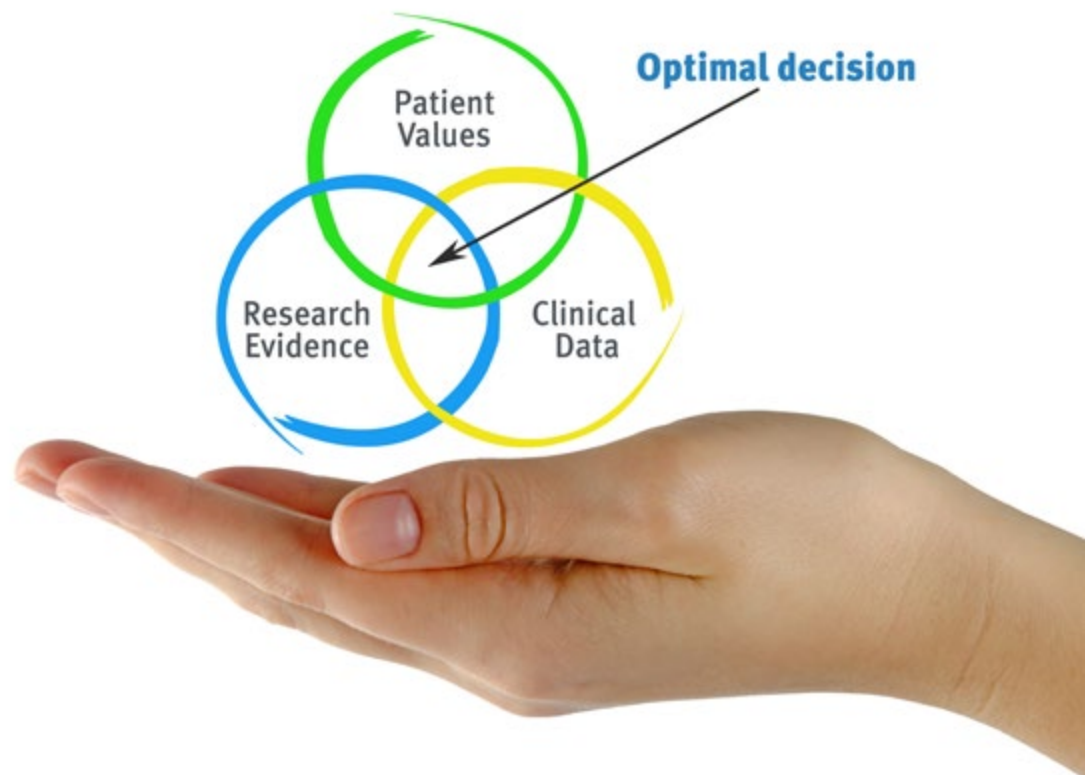 Optimal decision
Patient
Values
Research
Evidence
Clinical
Data